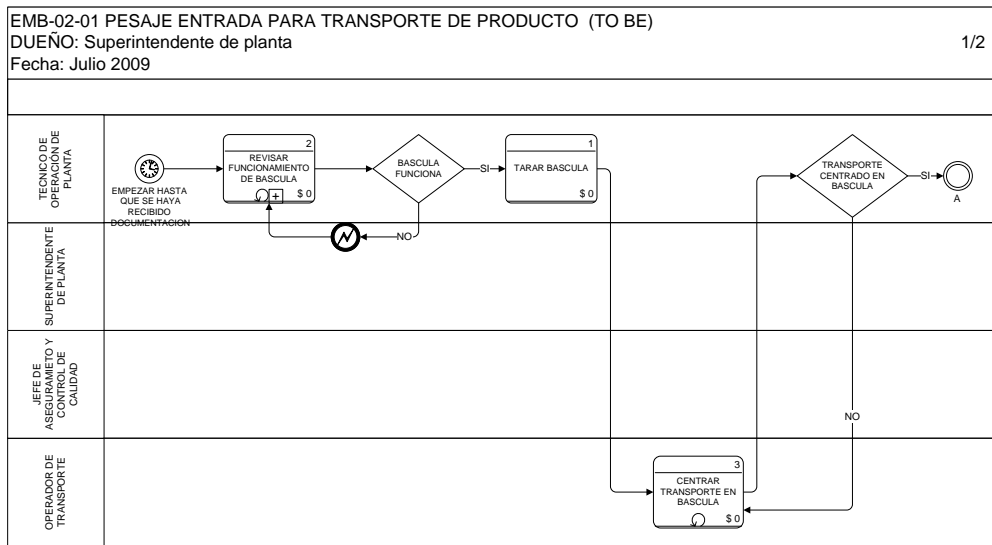 EMB-02-01 PESAJE ENTRADA PARA TRANSPORTE DE PRODUCTO (TO BE)
DUEÑO: Superintendente de planta
1/2
Fecha: Julio 2009
TECNICO DE
OPERACIÓN DE
PLANTA
EMPEZAR HASTA
QUE SE HAYA
RECIBIDO
DOCUMENTACION
2
REVISAR
FUNCIONAMIENTO
DE BASCULA
$ 0
BASCULA
FUNCIONA
SI
NO
1
TARAR BASCULA
$ 0
TRANSPORTE
CENTRADO EN
BASCULA
SI
A
SUPERINTENDENTE
DE PLANTA
JEFE DE
ASEGURAMIETO Y
CONTROL DE
CALIDAD
NO
OPERADOR DE
TRANSPORTE
3
CENTRAR
TRANSPORTE EN
BASCULA
$ 0